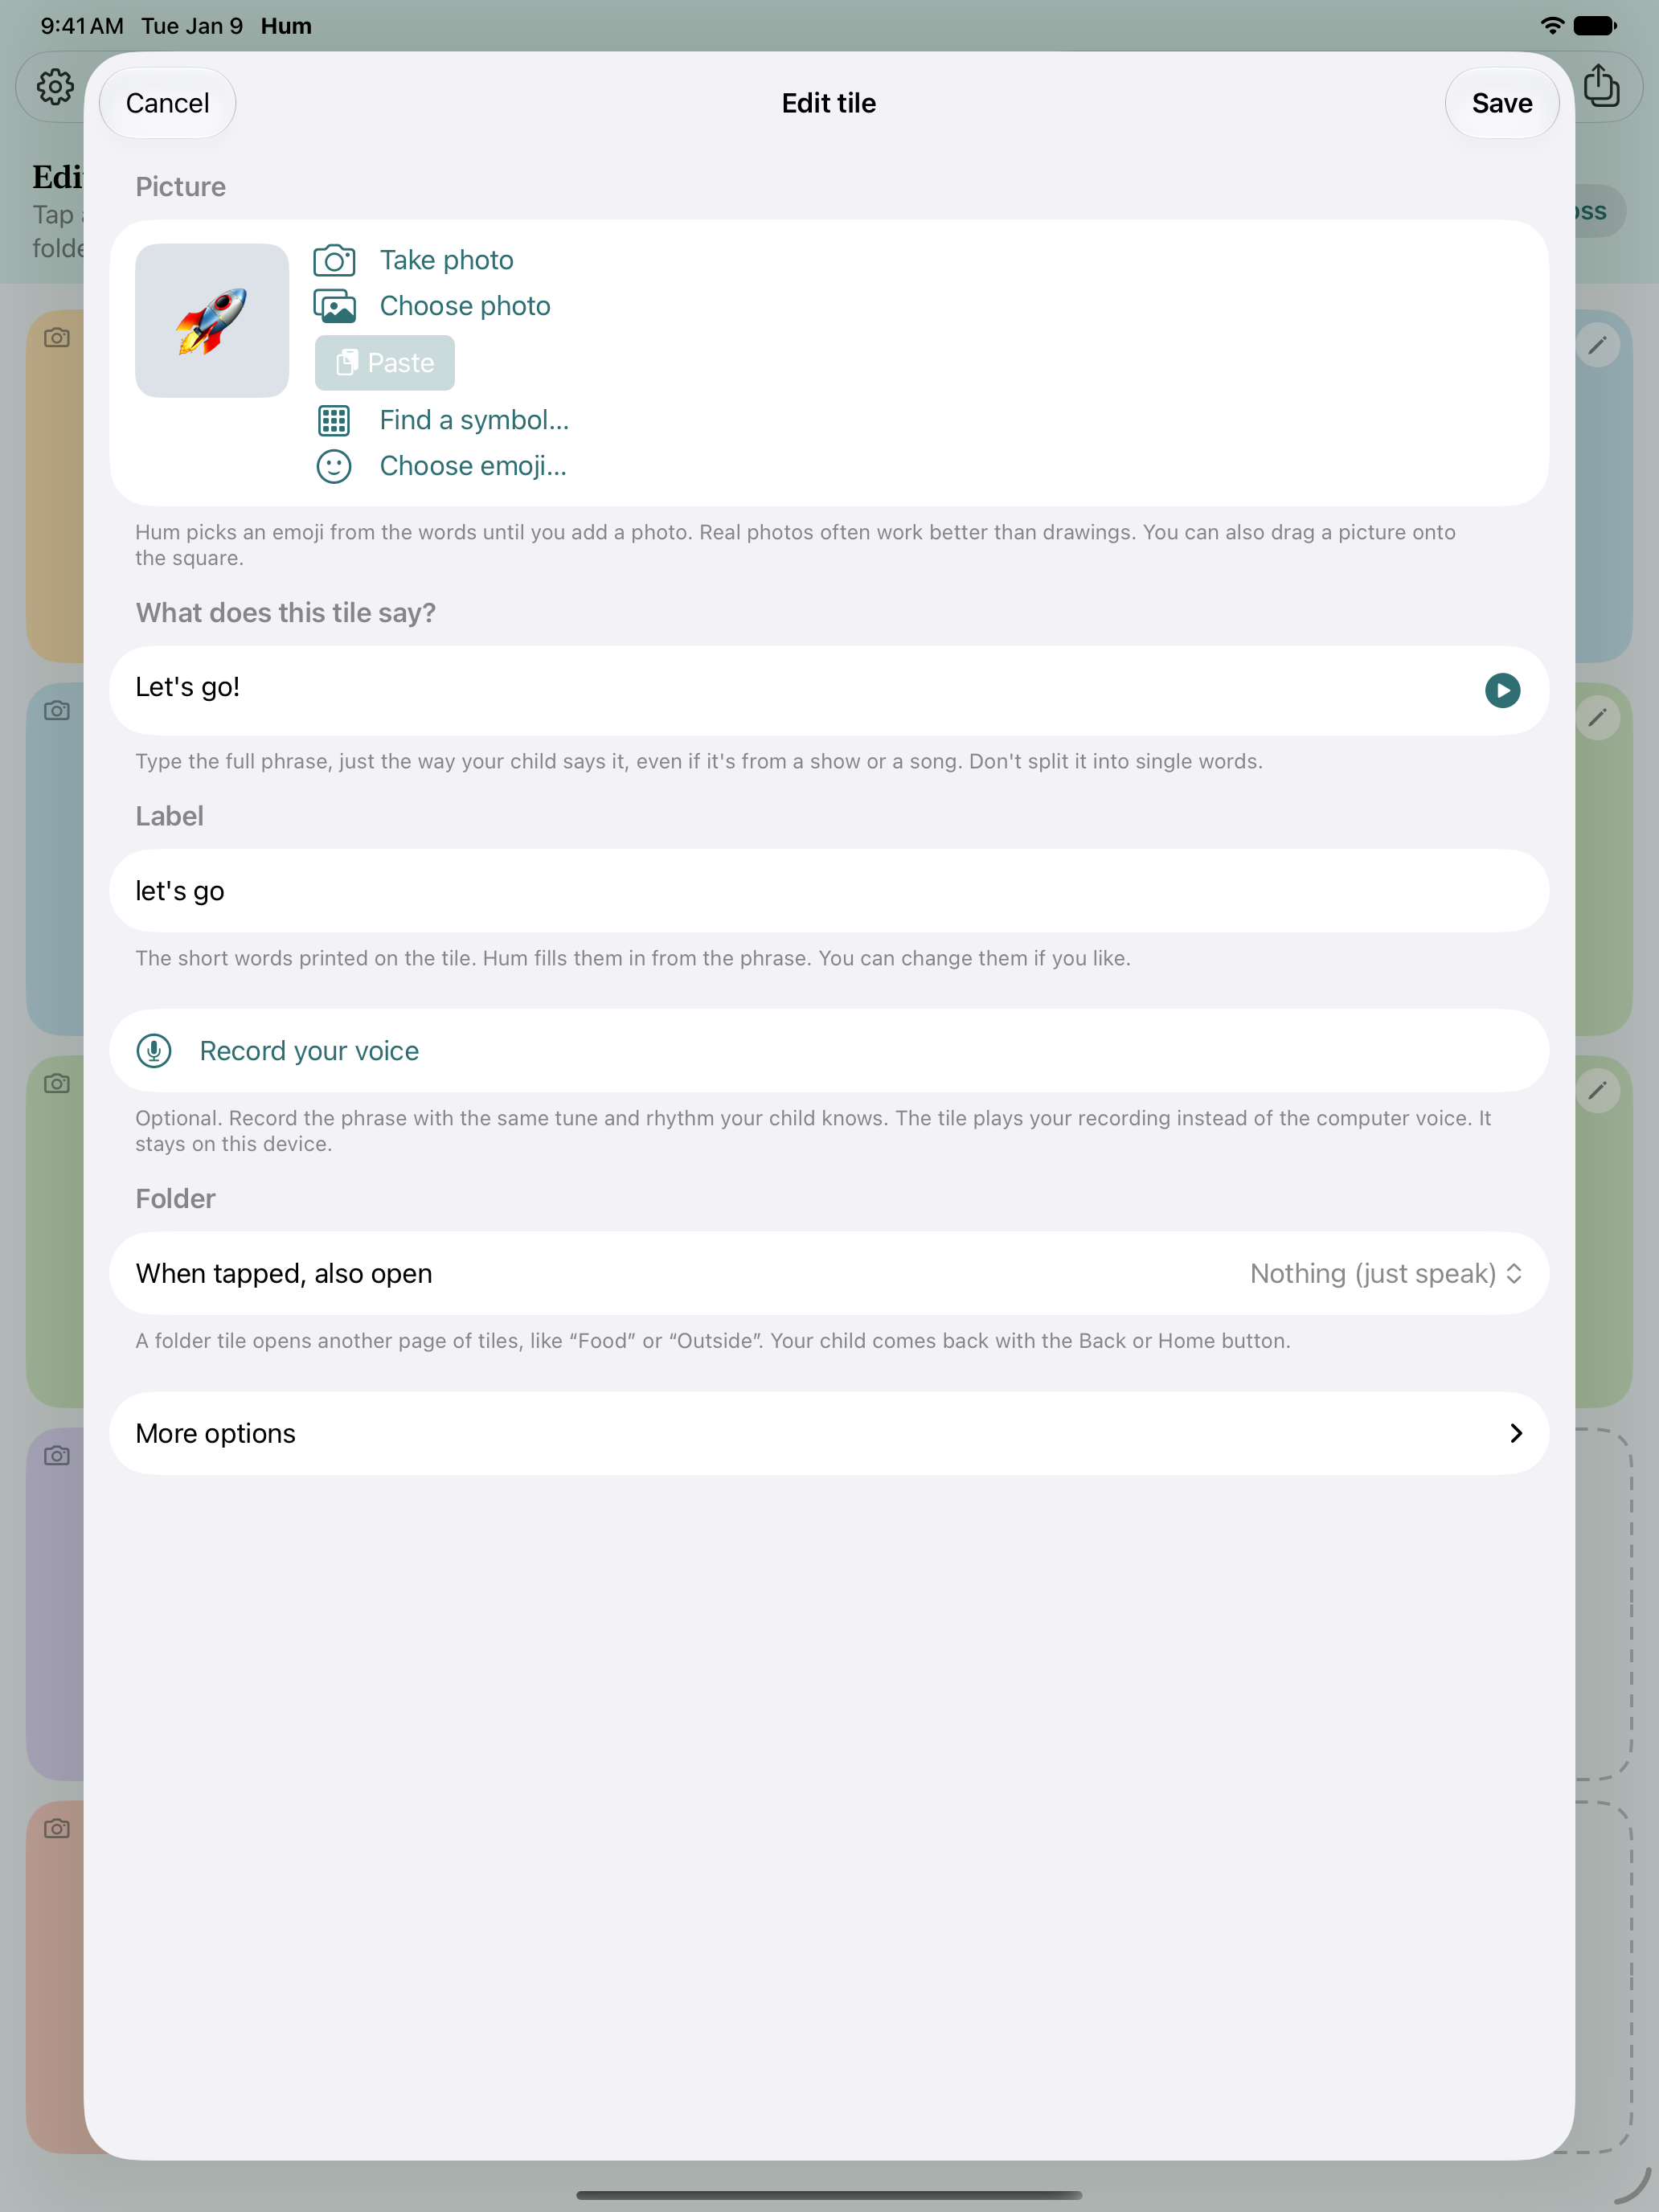 9:41 AM Tue Jan 9 Hum
Cancel
Edit tile
Save
Edi
Tap
folde
oss
Picture
Take photo
Choose photo
Paste
Find a symbol...
Choose emoji...
Hum picks an emoji from the words until you add a photo. Real photos often work better than drawings. You can also drag a picture onto
the square.
What does this tile say?
Let's go!
Type the full phrase, just the way your child says it, even if it's from a show or a song. Don't split it into single words.
Label
let's go
The short words printed on the tile. Hum fills them in from the phrase. You can change them if you like.
Record your voice
Optional. Record the phrase with the same tune and rhythm your child knows. The tile plays your recording instead of the computer voice. It
stays on this device.
Folder
When tapped, also open
Nothing (just speak)
A folder tile opens another page of tiles, like “Food” or “Outside”. Your child comes back with the Back or Home button.
More options